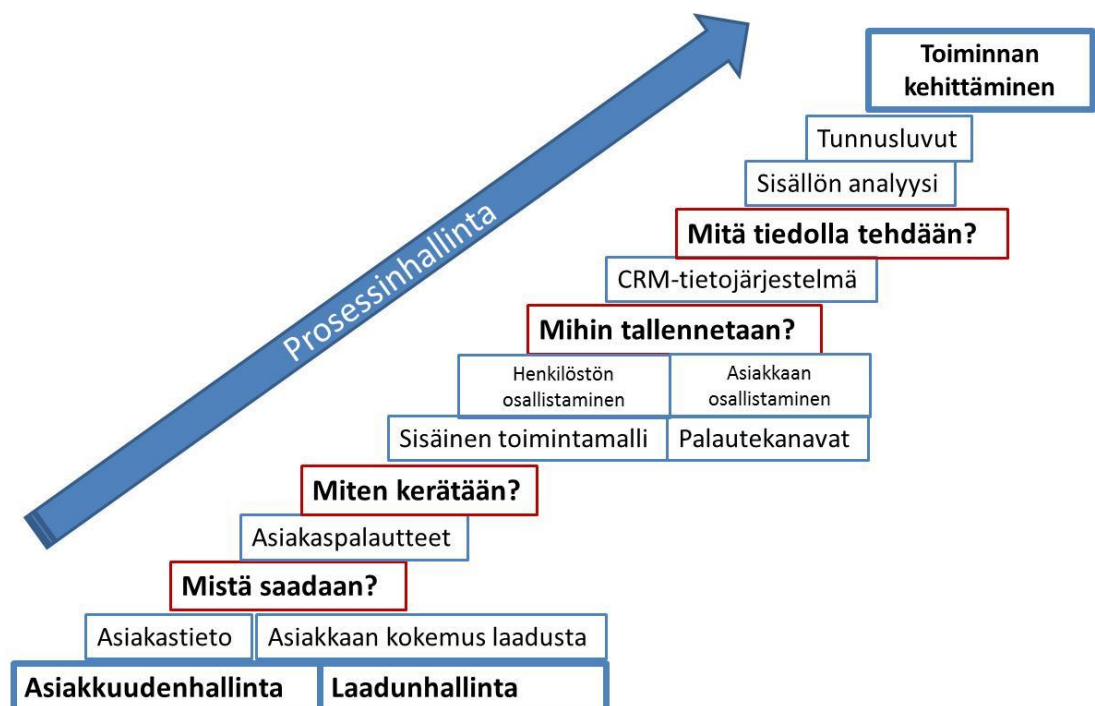 Toiminnan
kehittäminen
Tunnusluvut
Sisällön analyysi
Mitä tiedolla tehdään?
CRM-tietojärjestelmä
Prosessinhallinta
Mihin tallennetaan?
Henkilöstön
osallistaminen
Asiakkaan
osallistaminen
Sisäinen toimintamalli
Palautekanavat
Miten kerätään?
Asiakaspalautteet
Mistä saadaan?
Asiakastieto
Asiakkaan kokemus laadusta
Asiakkuudenhallinta
Laadunhallinta